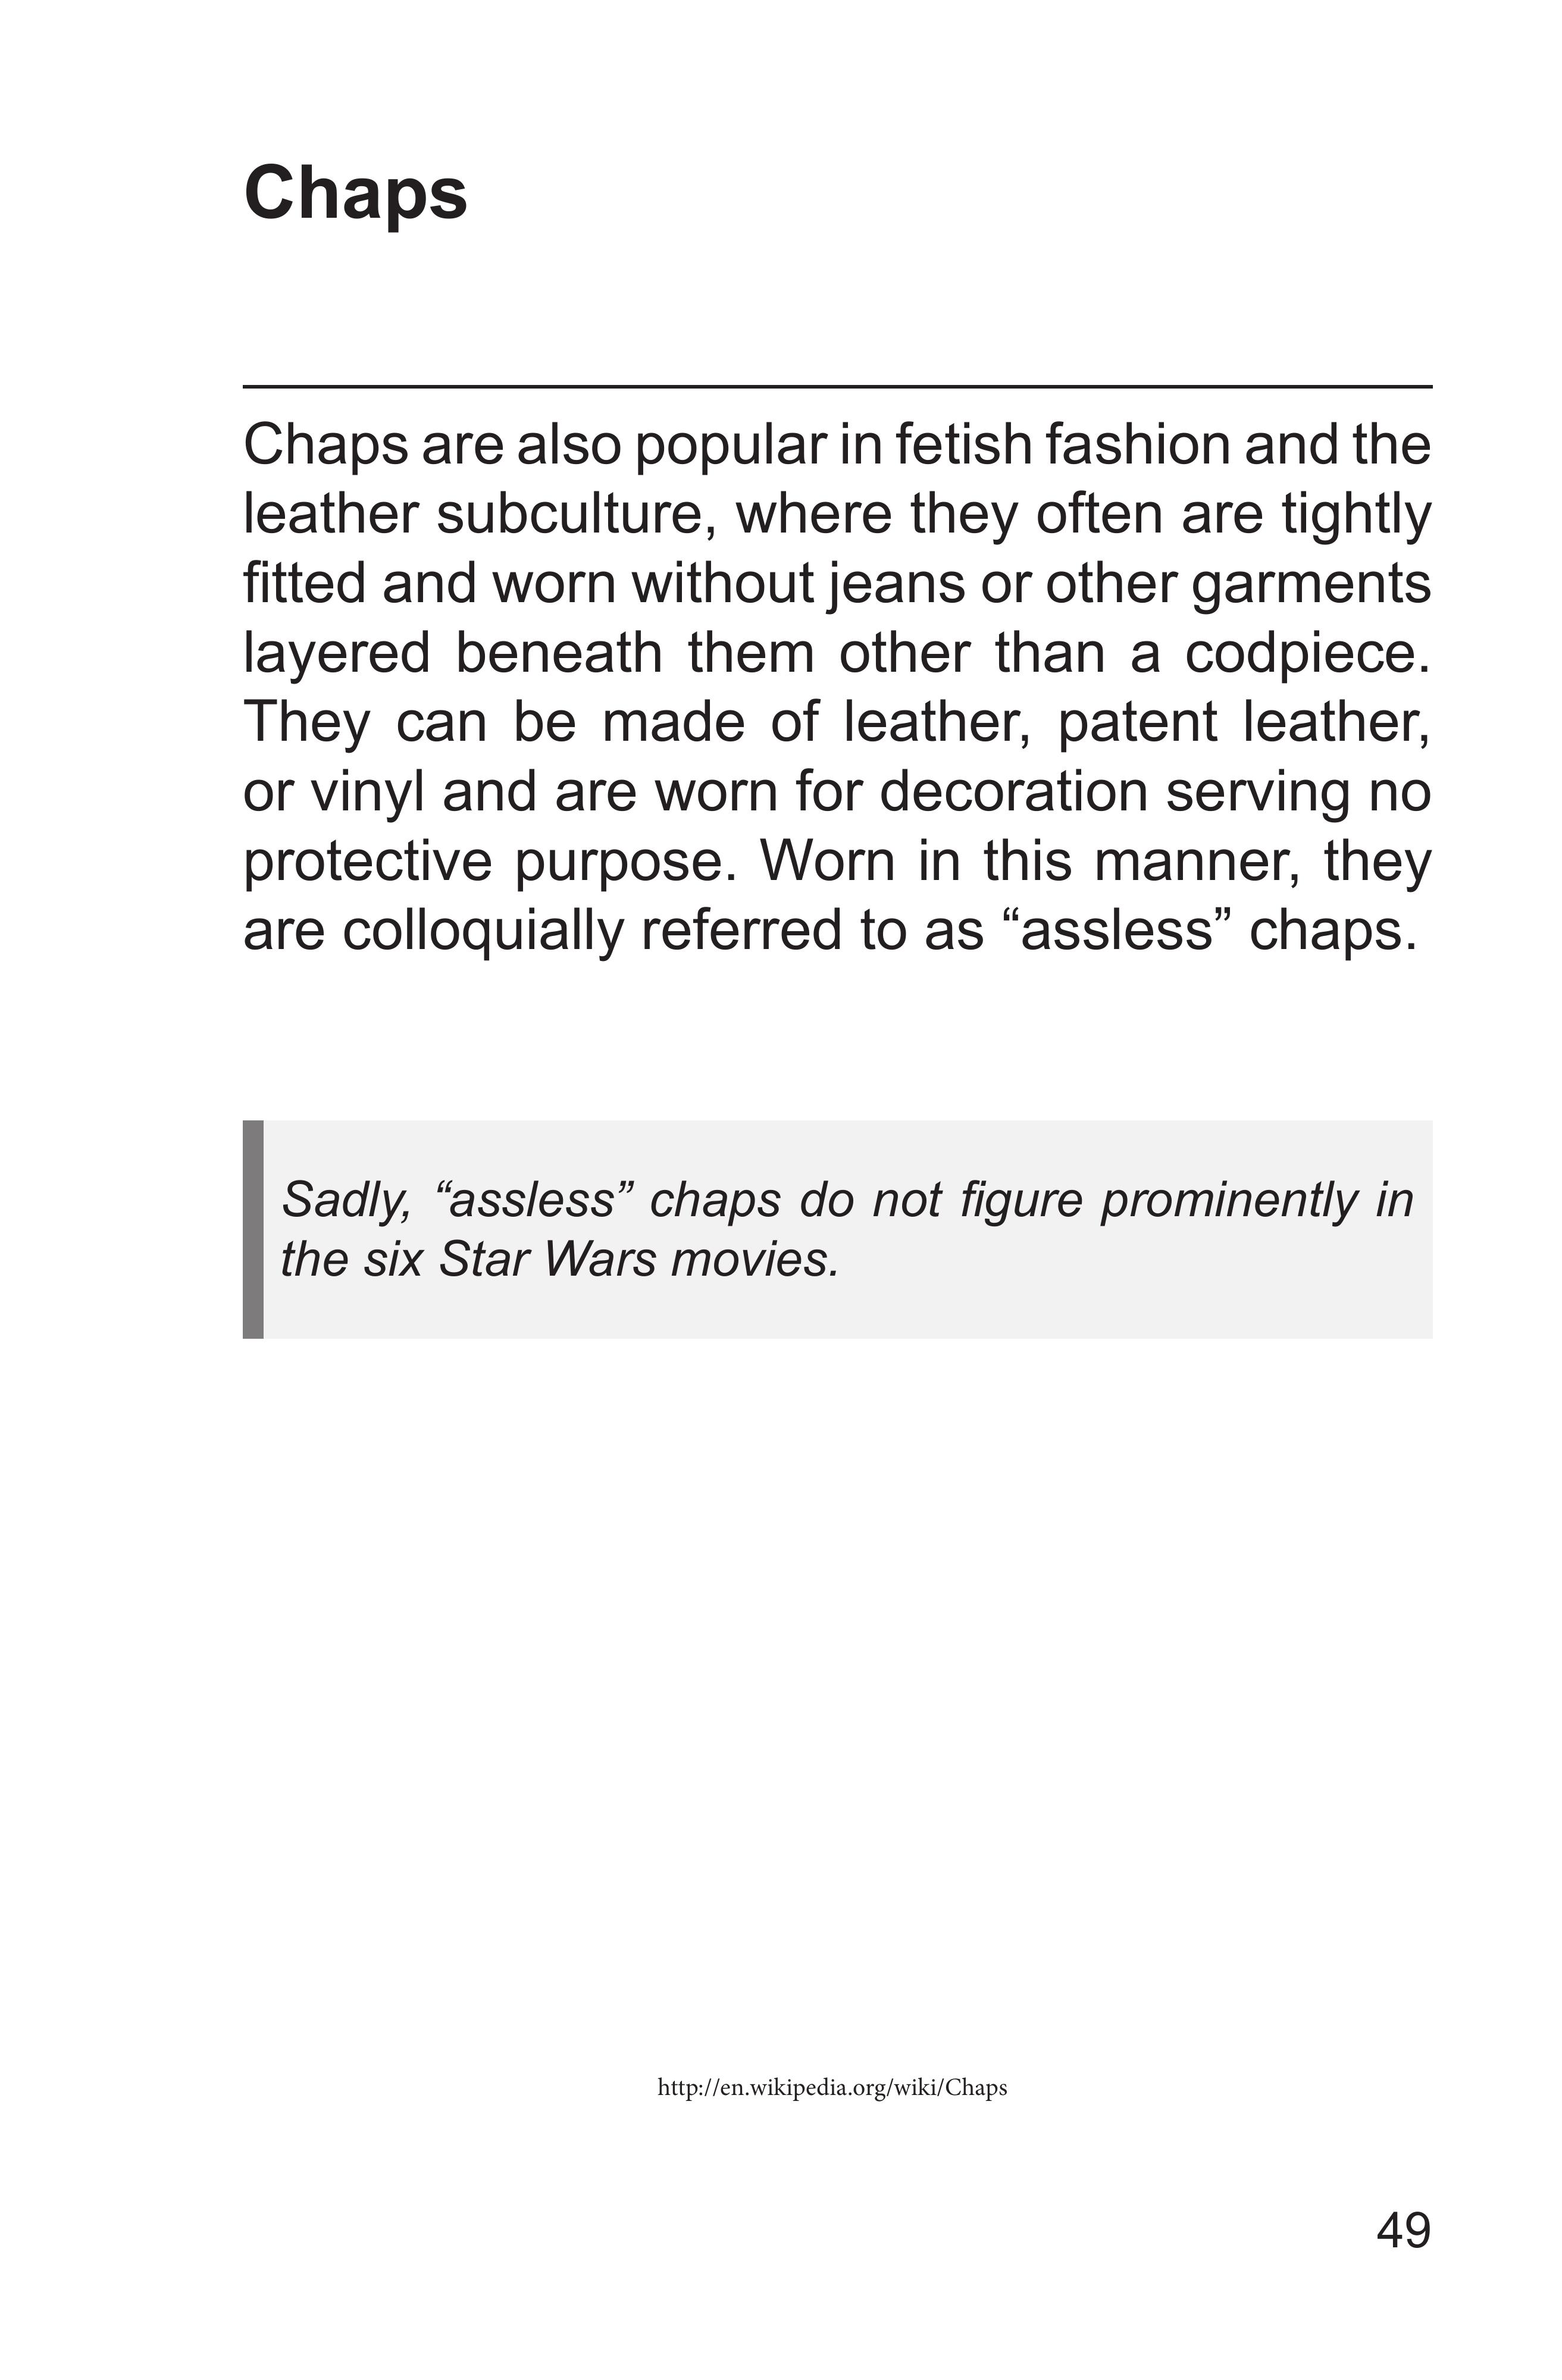 Chaps
Chaps are also popular in fetish fashion and the
leather subculture, where they often are tightly
fitted and worn without jeans or other garments
layered beneath them other than a codpiece.
They can be made of leather, patent leather,
or vinyl and are worn for decoration serving no
protective purpose. Worn in this manner, they
are colloquially referred to as “assless” chaps.
Sadly, “assless” chaps do not figure prominently in
the six Star Wars movies.
http://en.wikipedia.org/wiki/Chaps
49